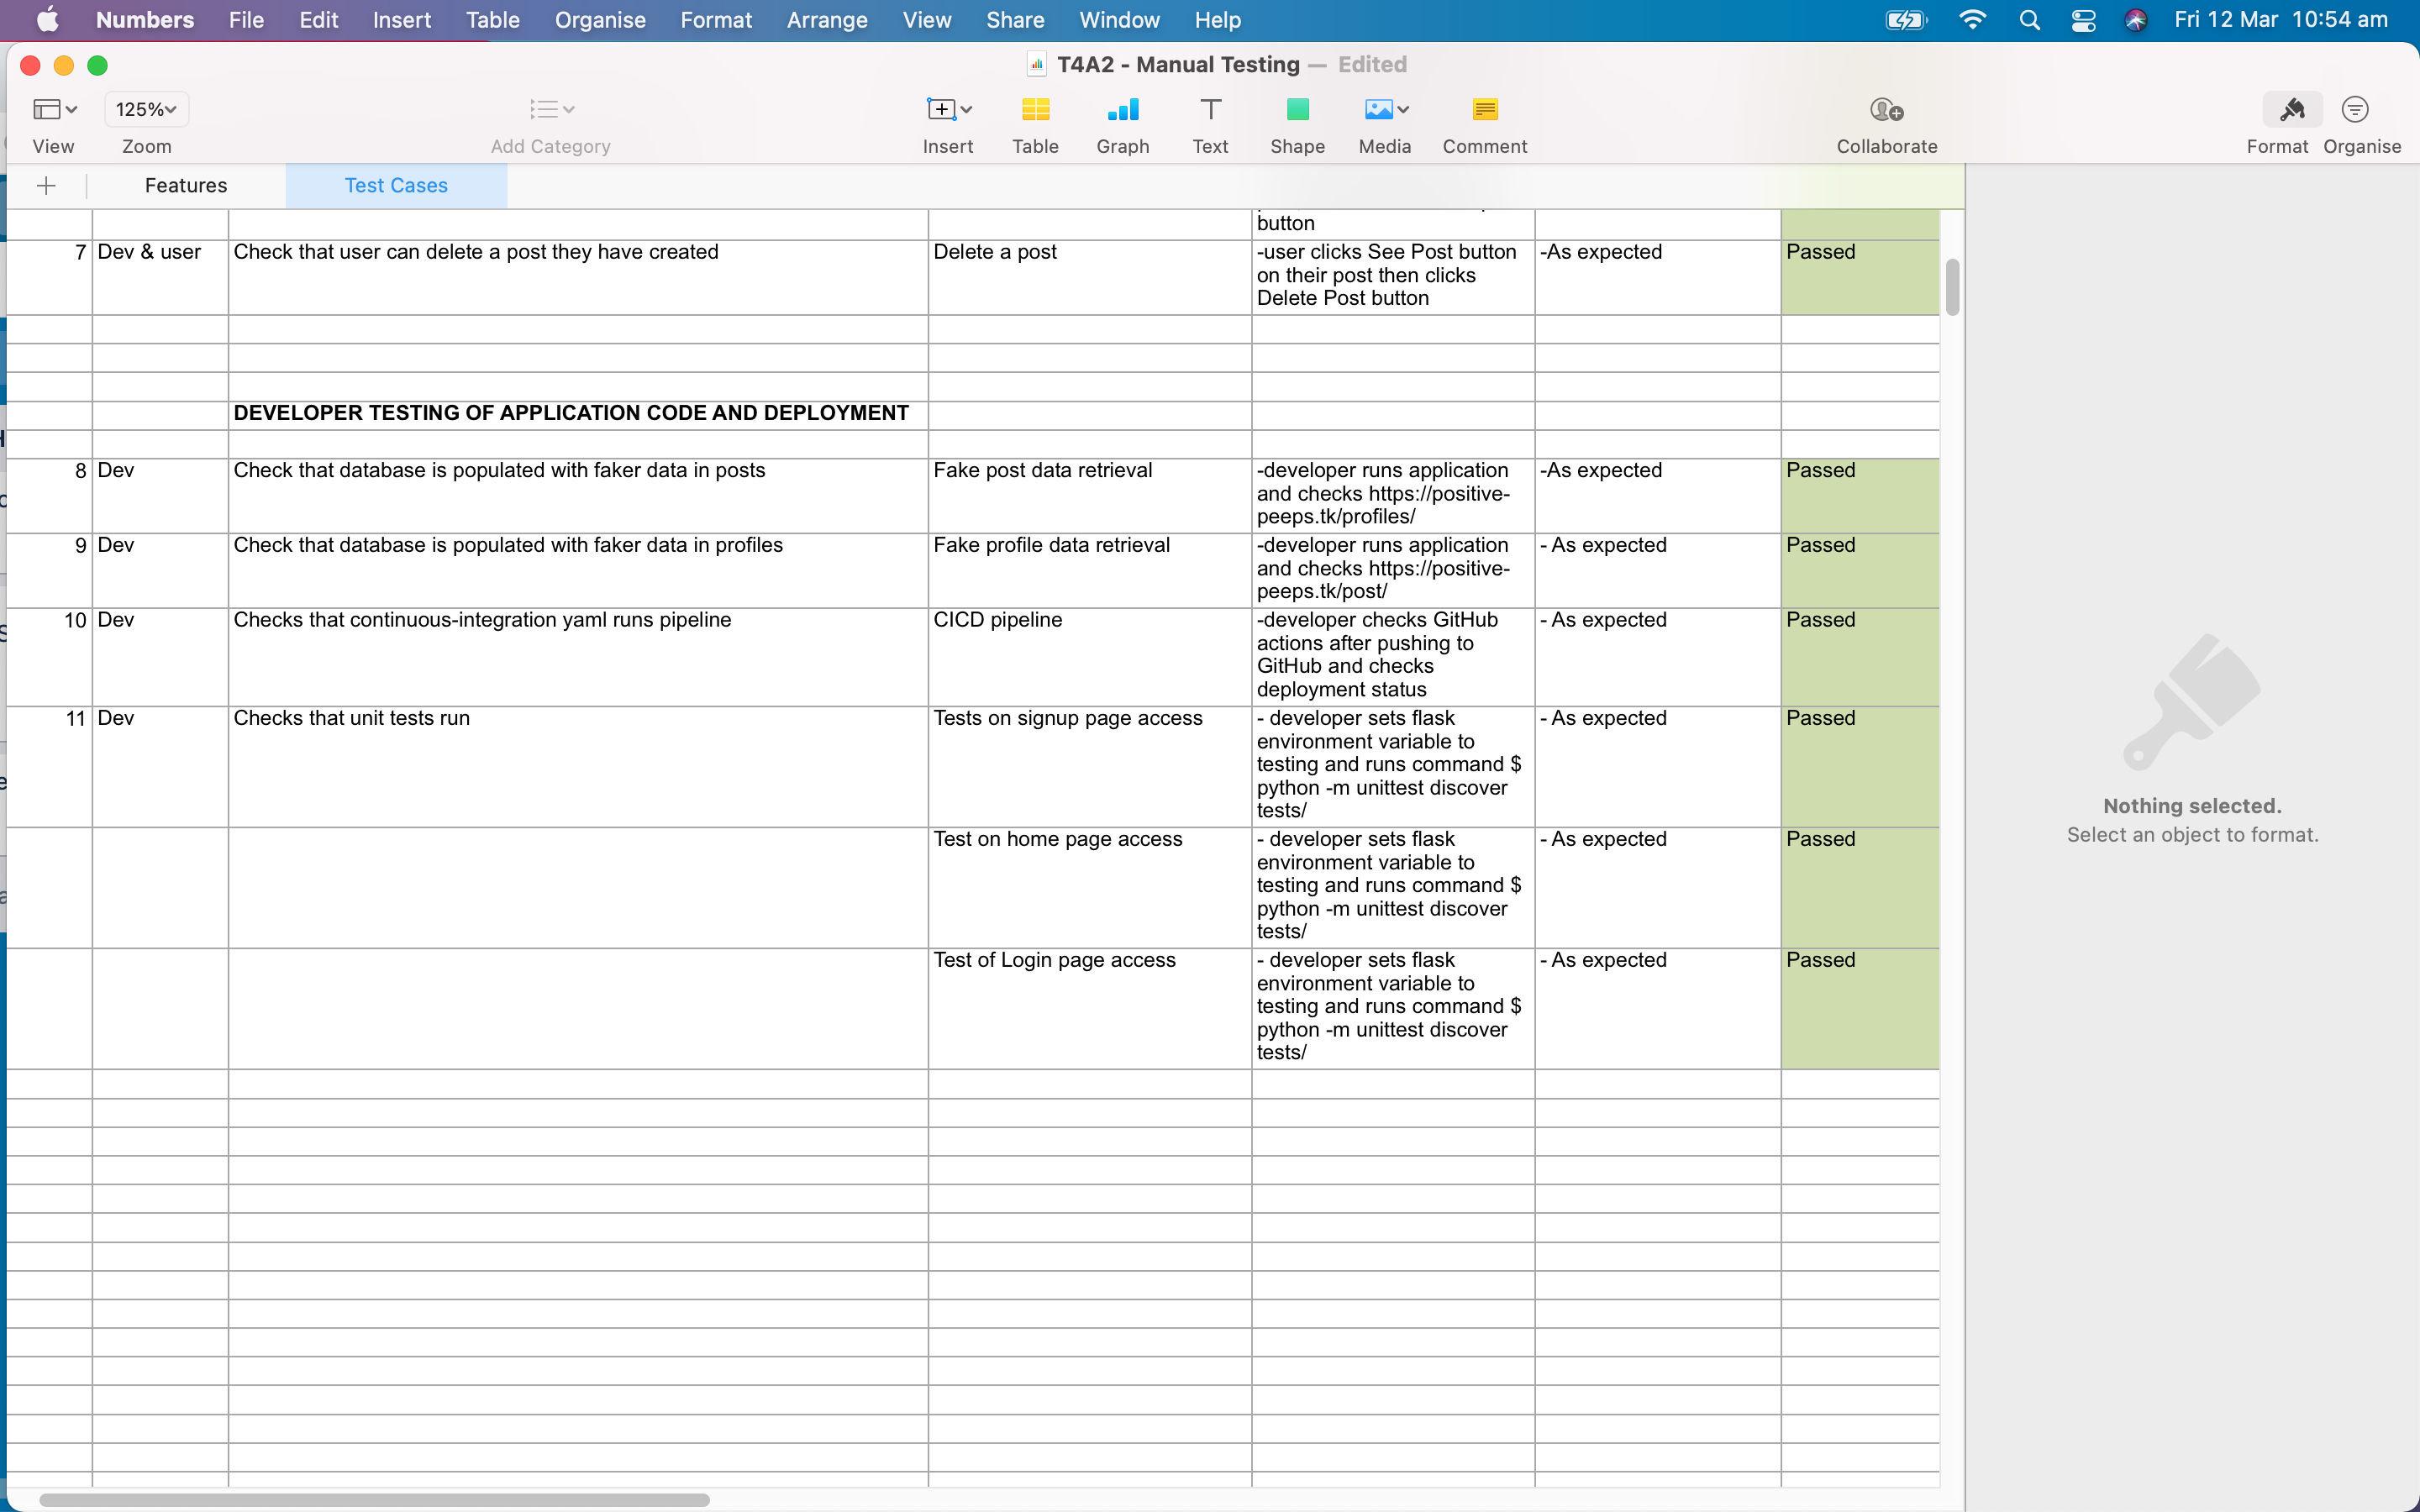 Numbers File Edit Insert Table Organise Format Arrange View Share Window Help Fri 12 Mar 10:54 am
T4A2 - Manual Testing — Edited
125%
View Zoom Add Category Insert Table Graph Text Shape Media Comment Collaborate Format Organise
Features Test Cases
button
7 Dev & user Check that user can delete a post they have created Delete a post -user clicks See Post button -As expected Passed
on their post then clicks
Delete Post button
DEVELOPER TESTING OF APPLICATION CODE AND DEPLOYMENT
8 Dev Check that database is populated with faker data in posts Fake post data retrieval -developer runs application -As expected Passed
and checks https://positive-
peeps.tk/profiles/
9 Dev Check that database is populated with faker data in profiles Fake profile data retrieval -developer runs application - As expected Passed
and checks https://positive-
peeps.tk/post/
10 Dev Checks that continuous-integration yaml runs pipeline CICD pipeline -developer checks GitHub - As expected Passed
actions after pushing to
GitHub and checks
deployment status
11 Dev Checks that unit tests run Tests on signup page access - developer sets flask - As expected Passed
environment variable to
testing and runs command $
python -m unittest discover
tests/
Test on home page access - developer sets flask - As expected Passed
environment variable to
testing and runs command $
python -m unittest discover
tests/
Test of Login page access - developer sets flask - As expected Passed
environment variable to
testing and runs command $
python -m unittest discover
tests/
Nothing selected.
Select an object to format.